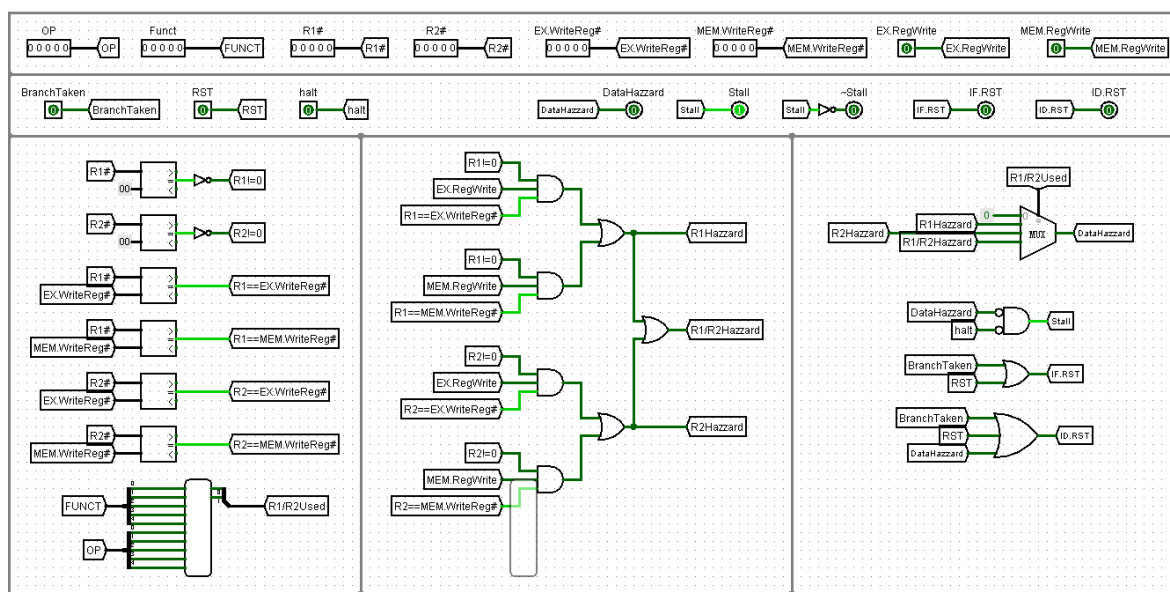 OP Funct R1# R2# EX.WriteReg# MEM.WriteReg# EX.RegWrite MEM.RegWrite
00000 OP 00000 FUNCT 00000 R1# 00000 R2# 00000 EX.WriteReg# 00000 MEM.WriteReg# 0 EX.RegWrite 0 MEM.RegWrite
BranchTaken RST halt DataHazzard Stall ~Stall IF.RST ID.RST
0 BranchTaken 0 RST 0 halt DataHazzard 0 Stall 1 Stall 0 IF.RST 0 ID.RST 0
R1#
00
> = <
R1!=0
R2#
00
> = <
R2!=0
R1#
EX.WriteReg#
> = <
R1==EX.WriteReg#
R1#
MEM.WriteReg#
> = <
R1==MEM.WriteReg#
R2#
EX.WriteReg#
> = <
R2==EX.WriteReg#
R2#
MEM.WriteReg#
> = <
R2==MEM.WriteReg#
FUNCT
OP
R1/R2Used
R1!=0
EX.RegWrite
R1==EX.WriteReg#
R1!=0
MEM.RegWrite
R1==MEM.WriteReg#
R1Hazzard
R1/R2Hazzard
R2!=0
EX.RegWrite
R2==EX.WriteReg#
R2!=0
MEM.RegWrite
R2==MEM.WriteReg#
R2Hazzard
R1/R2Used
0
0
R1Hazzard
R2Hazzard
R1/R2Hazzard
MUX
DataHazzard
DataHazzard
halt
Stall
BranchTaken
RST
IF.RST
BranchTaken
RST
DataHazzard
ID.RST